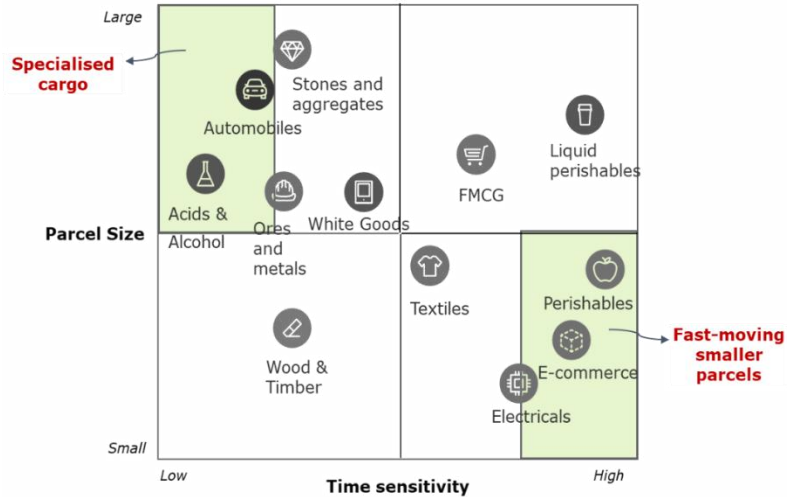 Large
Specialised
cargo
Stones and
aggregates
Automobiles
Liquid
perishables
FMCG
Acids &
Alcohol
Ores
and
metals
White Goods
Parcel Size
Textiles
Perishables
Wood &
Timber
E-commerce
Electricals
Fast-moving
smaller
parcels
Small
Low
Time sensitivity
High